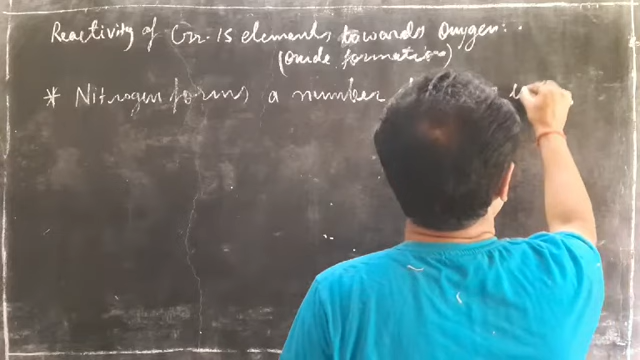 Reactivity of Gr. 15 elements towards Oxygen:.
(Oxide formation)
* Nitrogen forms a number